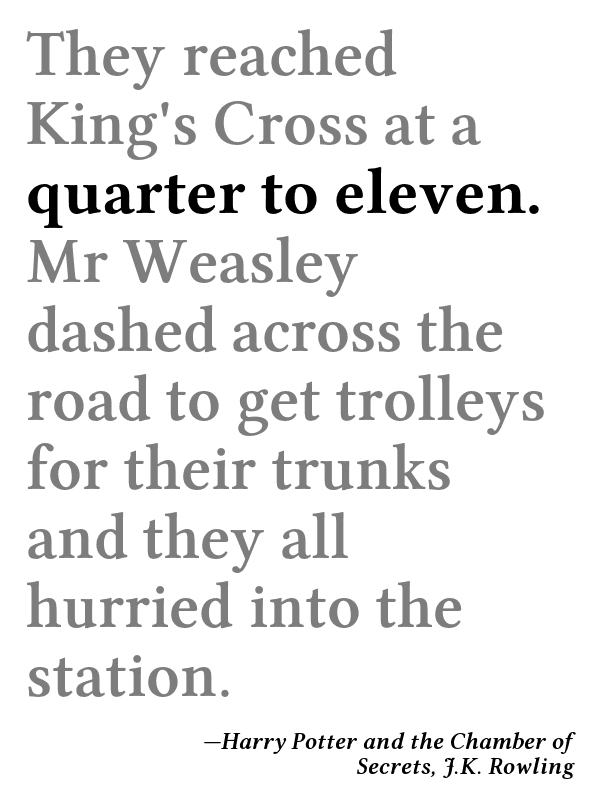 They reached
King's Cross at a
quarter to eleven.
Mr Weasley
dashed across the
road to get trolleys
for their trunks
and they all
hurried into the
station.
—Harry Potter and the Chamber of
Secrets, J.K. Rowling